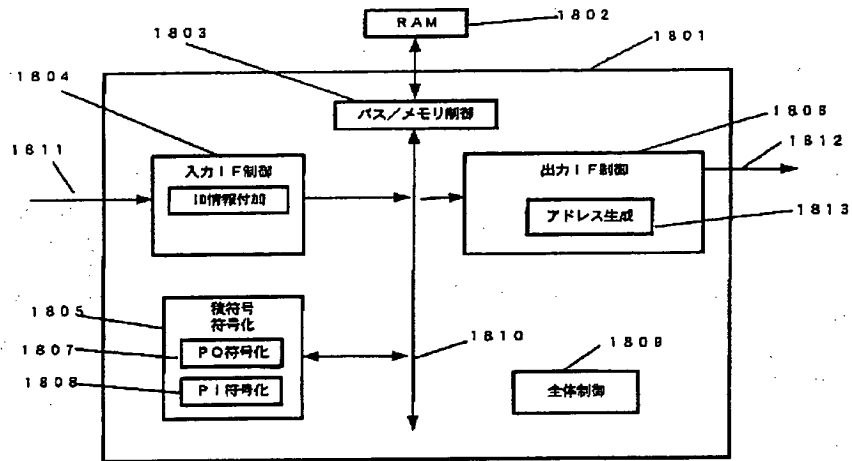 RAM
1802
1803
1801
1804
バス／メモリ制御
1806
1811
1812
入力IF制御
ID情報付加
出力IF制御
アドレス生成
1813
1805
積符号
符号化
1807
PO符号化
1810
1809
1808
PI符号化
全体制御